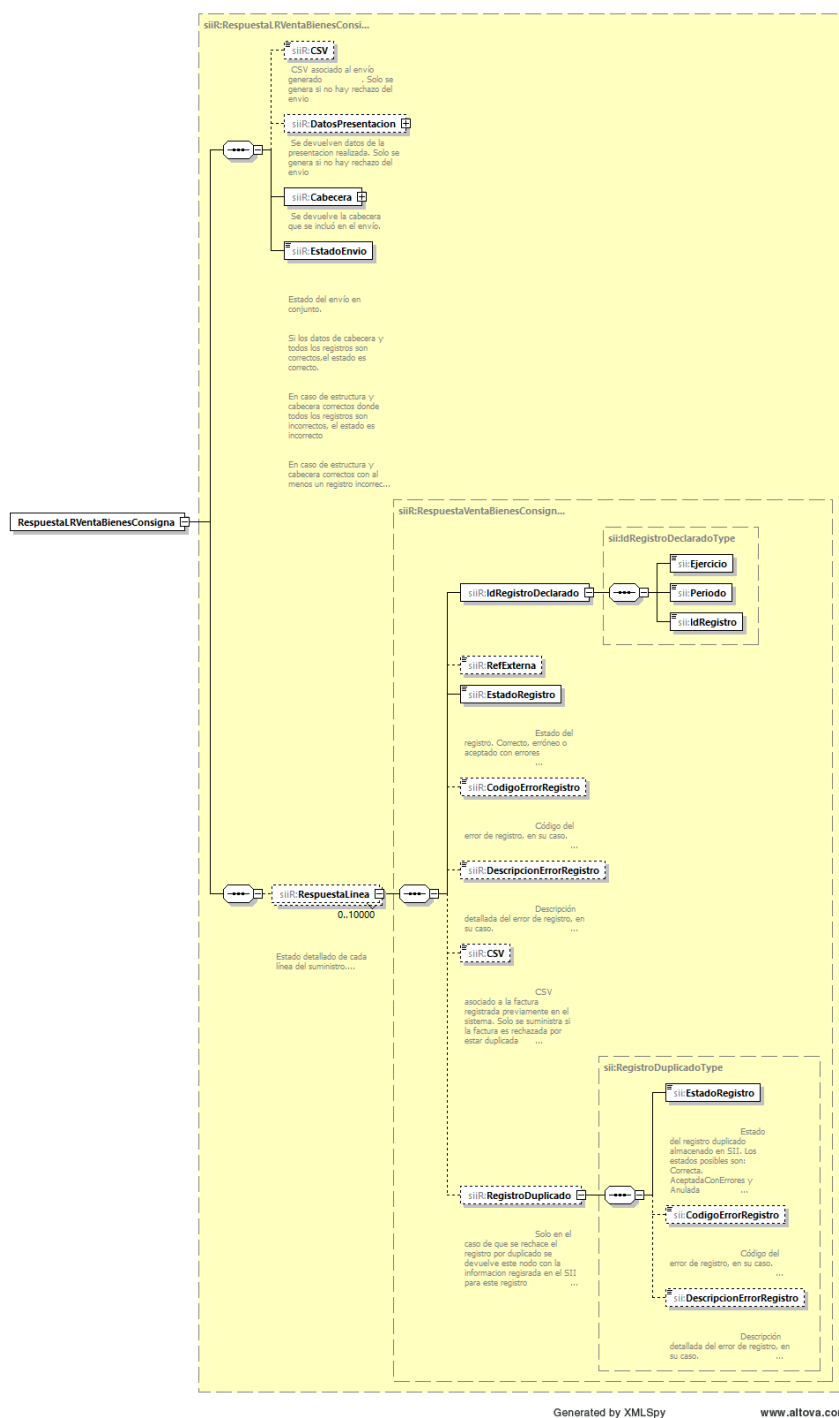 siiR:RespuestaLRVentaBienesConsi...
siiR:CSV
CSV asociado al envío
generado . Solo se
genera si no hay rechazo del
envio
siiR:DatosPresentacion
Se devuelven datos de la
presentacion realizada. Solo se
genera si no hay rechazo del
envio
siiR:Cabecera
Se devuelve la cabecera
que se incluó en el envío.
siiR:EstadoEnvio
Estado del envío en
conjunto.
Si los datos de cabecera y
todos los registros son
correctos,el estado es
correcto.
En caso de estructura y
cabecera correctos donde
todos los registros son
incorrectos, el estado es
incorrecto
En caso de estructura y
cabecera correctos con al
menos un registro incorrec...
RespuestaLRVentaBienesConsigna
siiR:RespuestaVentaBienesConsign...
sii:IdRegistroDeclaradoType
sii:Ejercicio
siiR:IdRegistroDeclarado
sii:Periodo
sii:IdRegistro
siiR:RefExterna
siiR:EstadoRegistro
Estado del
registro. Correcto, erróneo o
aceptado con errores
...
siiR:CodigoErrorRegistro
Código del
error de registro, en su caso.
...
siiR:DescripcionErrorRegistro
siiR:RespuestaLinea
0..10000
Estado detallado de cada
línea del suministro....
Descripción
detallada del error de registro, en
su caso. ...
siiR:CSV
CSV
asociado a la factura
registrada previamente en el
sistema. Solo se suministra si
la factura es rechazada por
estar duplicada ...
sii:RegistroDuplicadoType
sii:EstadoRegistro
Estado
del registro duplicado
almacenado en SII. Los
estados posibles son:
Correcta.
AceptadaConErrores y
Anulada ...
siiR:RegistroDuplicado
Solo en el
caso de que se rechace el
registro por duplicado se
devuelve este nodo con la
informacion regisrada en el SII
para este registro ...
sii:CodigoErrorRegistro
Código del
error de registro, en su caso.
...
sii:DescripcionErrorRegistro
Descripción
detallada del error de registro, en
su caso. ...
Generated by XMLSpy
www.altova.co